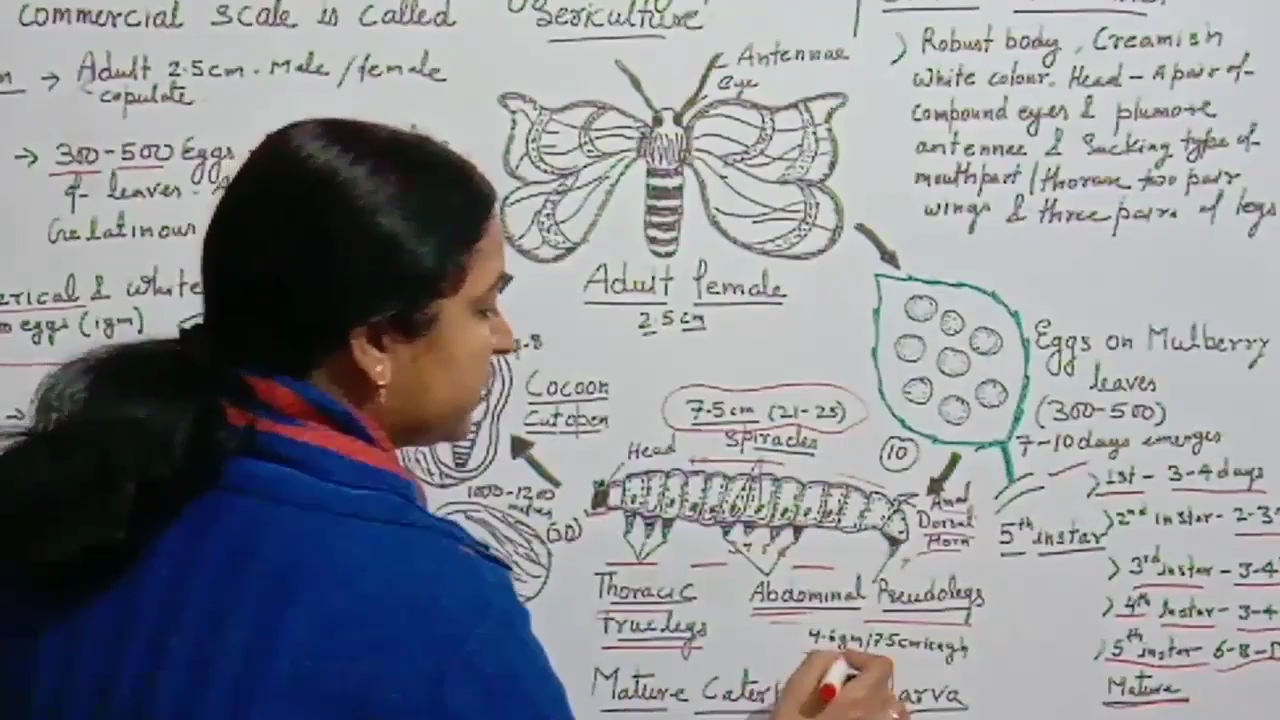 commercial scale is called
Sericulture
→ Adult 2.5cm. Male/female
copulate
→ 300-500 Eggs
of leaves.
Gelatinous
erical & white
eggs (1gm)
Antennae
eye
Adult female
2.5cm
) Robust body, Creamish
white colour. Head - A pair of
compound eyes & plumose
antennae & Sucking type of
mouthpart/thorax two pair
wings & three pairs of legs
Eggs on Mulberry
leaves
(300-500)
7-10days emerges
Cocoon
Cut open
1000-1200
7.5cm (21-25)
Spiracles
Head
10
Anal
Dorsal
Horn
Thoracic
True legs
Abdominal Pseudolegs
Mature Cater arva
5th instar
) 1st - 3-4 days
) 2nd instar - 2-3
) 3rd instar - 3-4
) 4th instar - 3-4
) 5th instar 6-8-
Mature